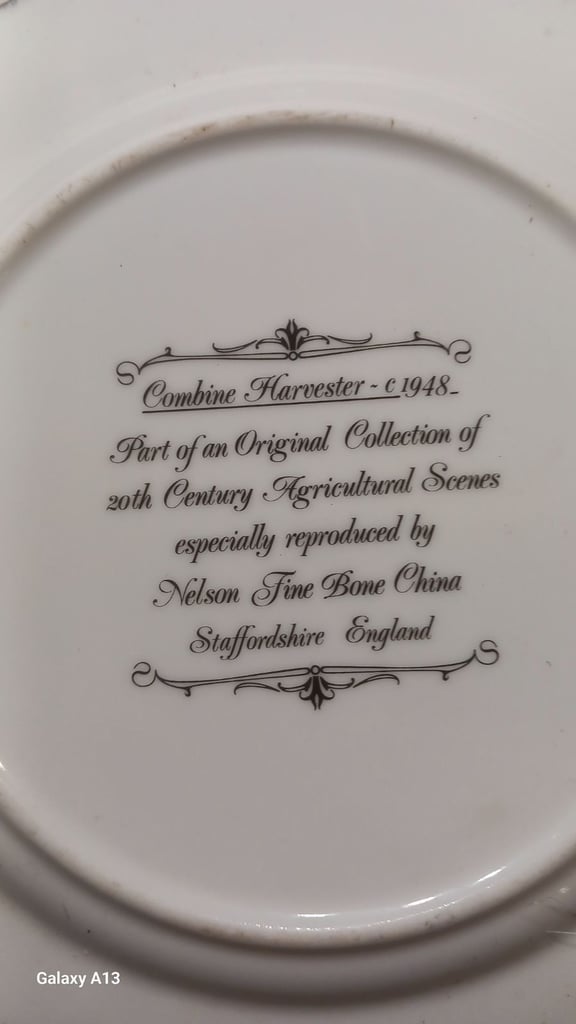 Combine Harvester ~ c 1948_
Part of an Original Collection of
20th Century Agricultural Scenes
especially reproduced by
Nelson Fine Bone China
Staffordshire England
Galaxy A13